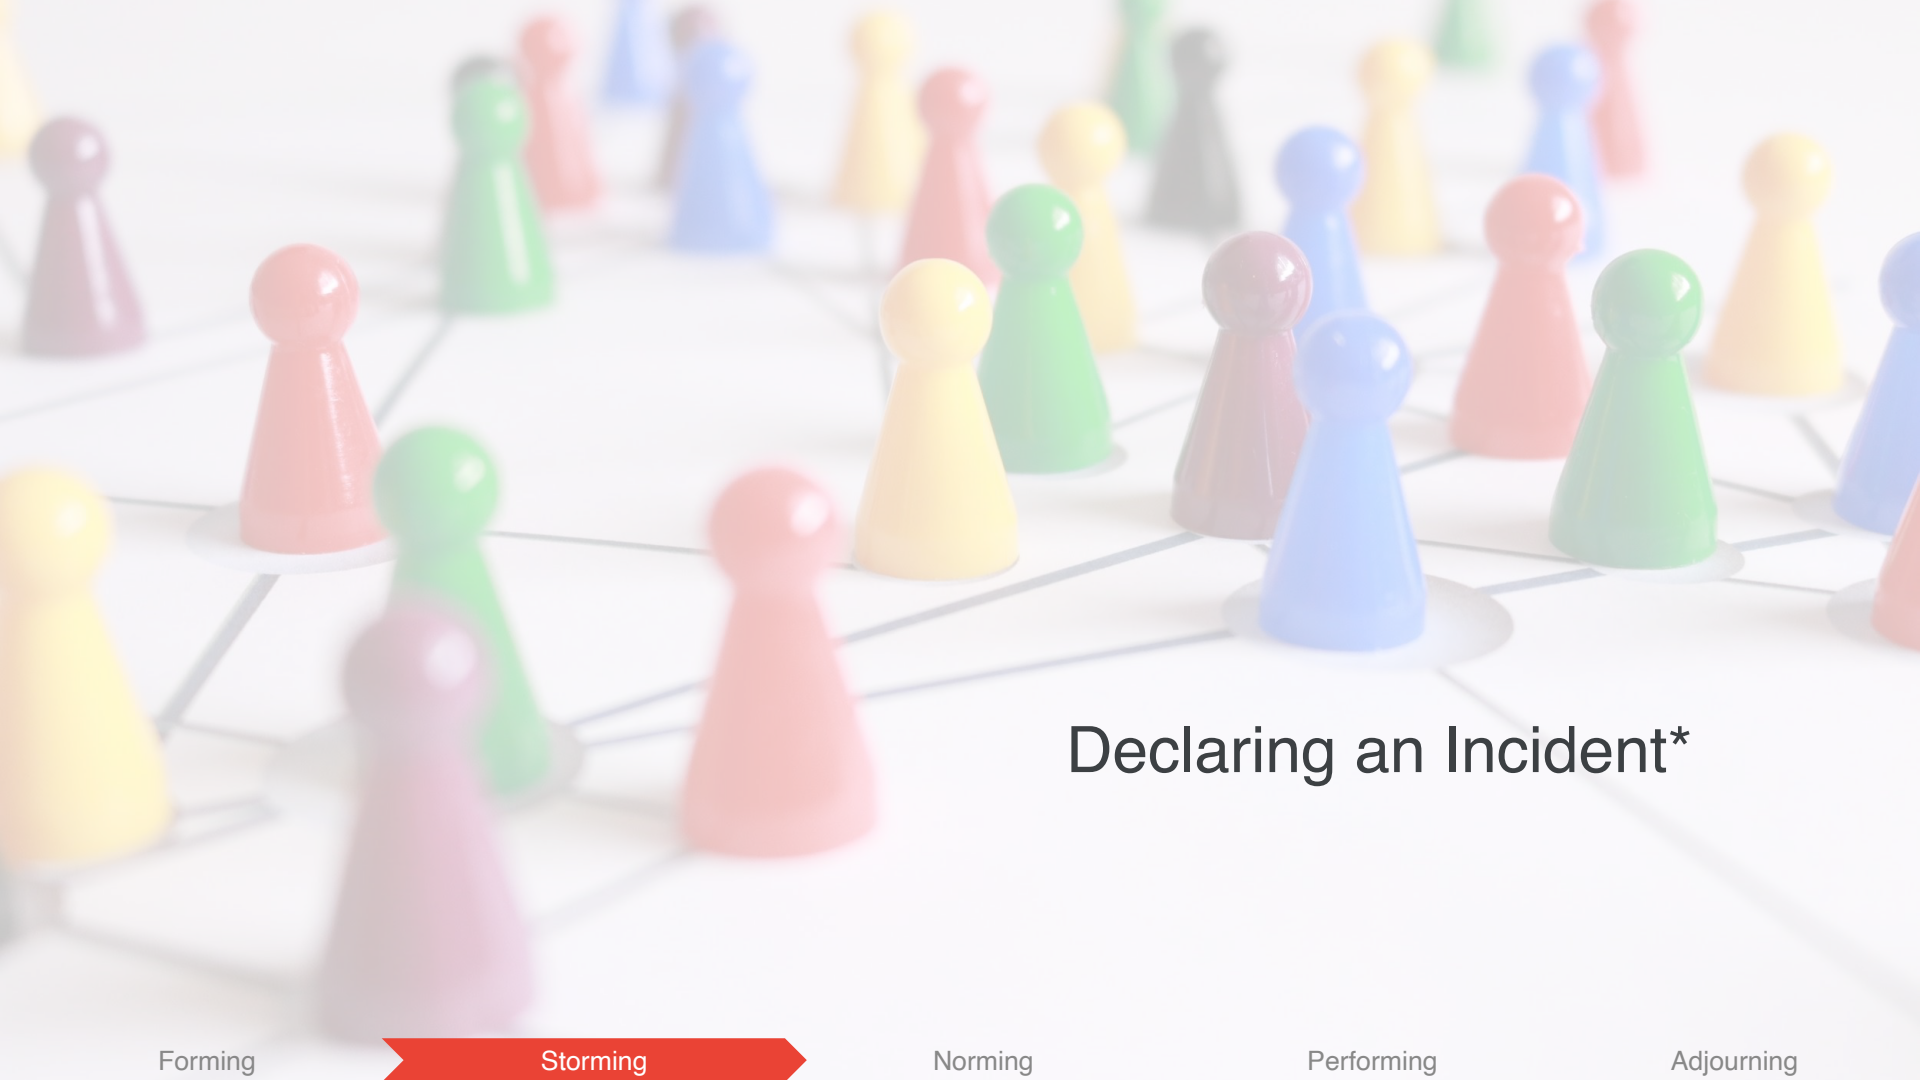 Declaring an Incident*
Forming
Storming
Norming
Performing
Adjourning